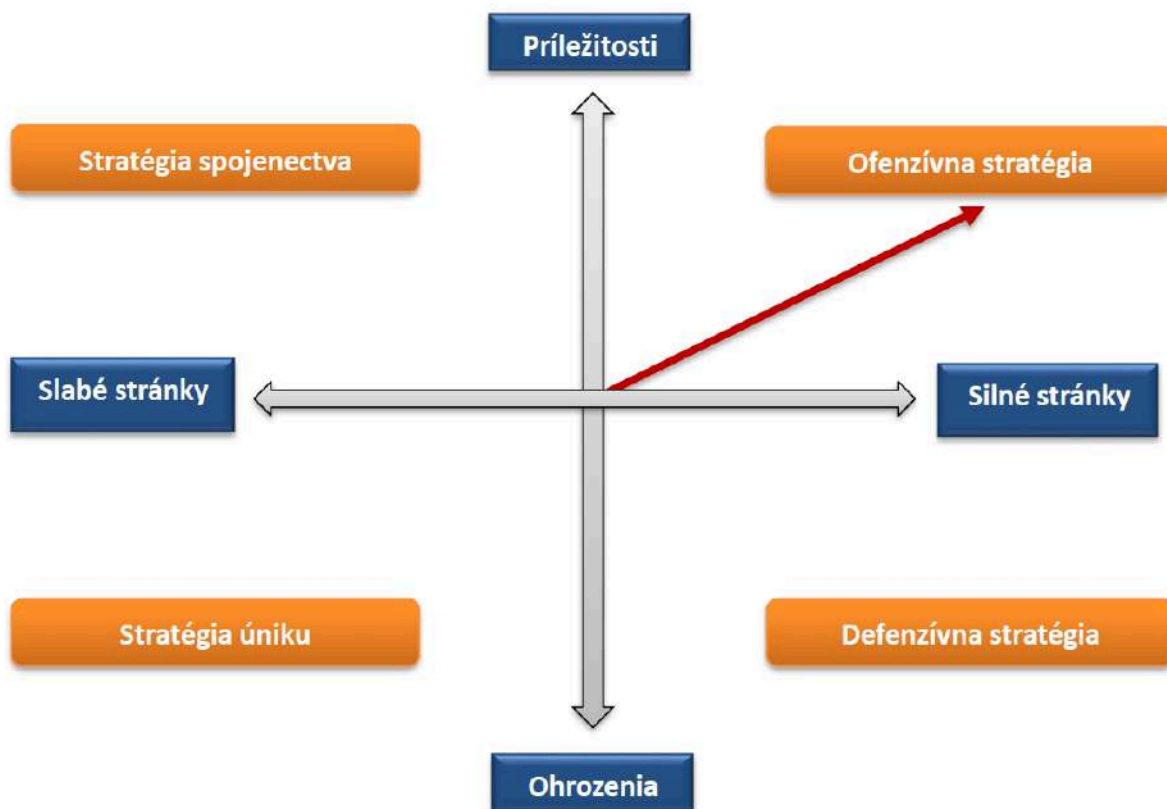 Príležitosti
Stratégia spojenectva
Ofenzívna stratégia
Slabé stránky
Silné stránky
Stratégia úniku
Defenzívna stratégia
Ohrozenia